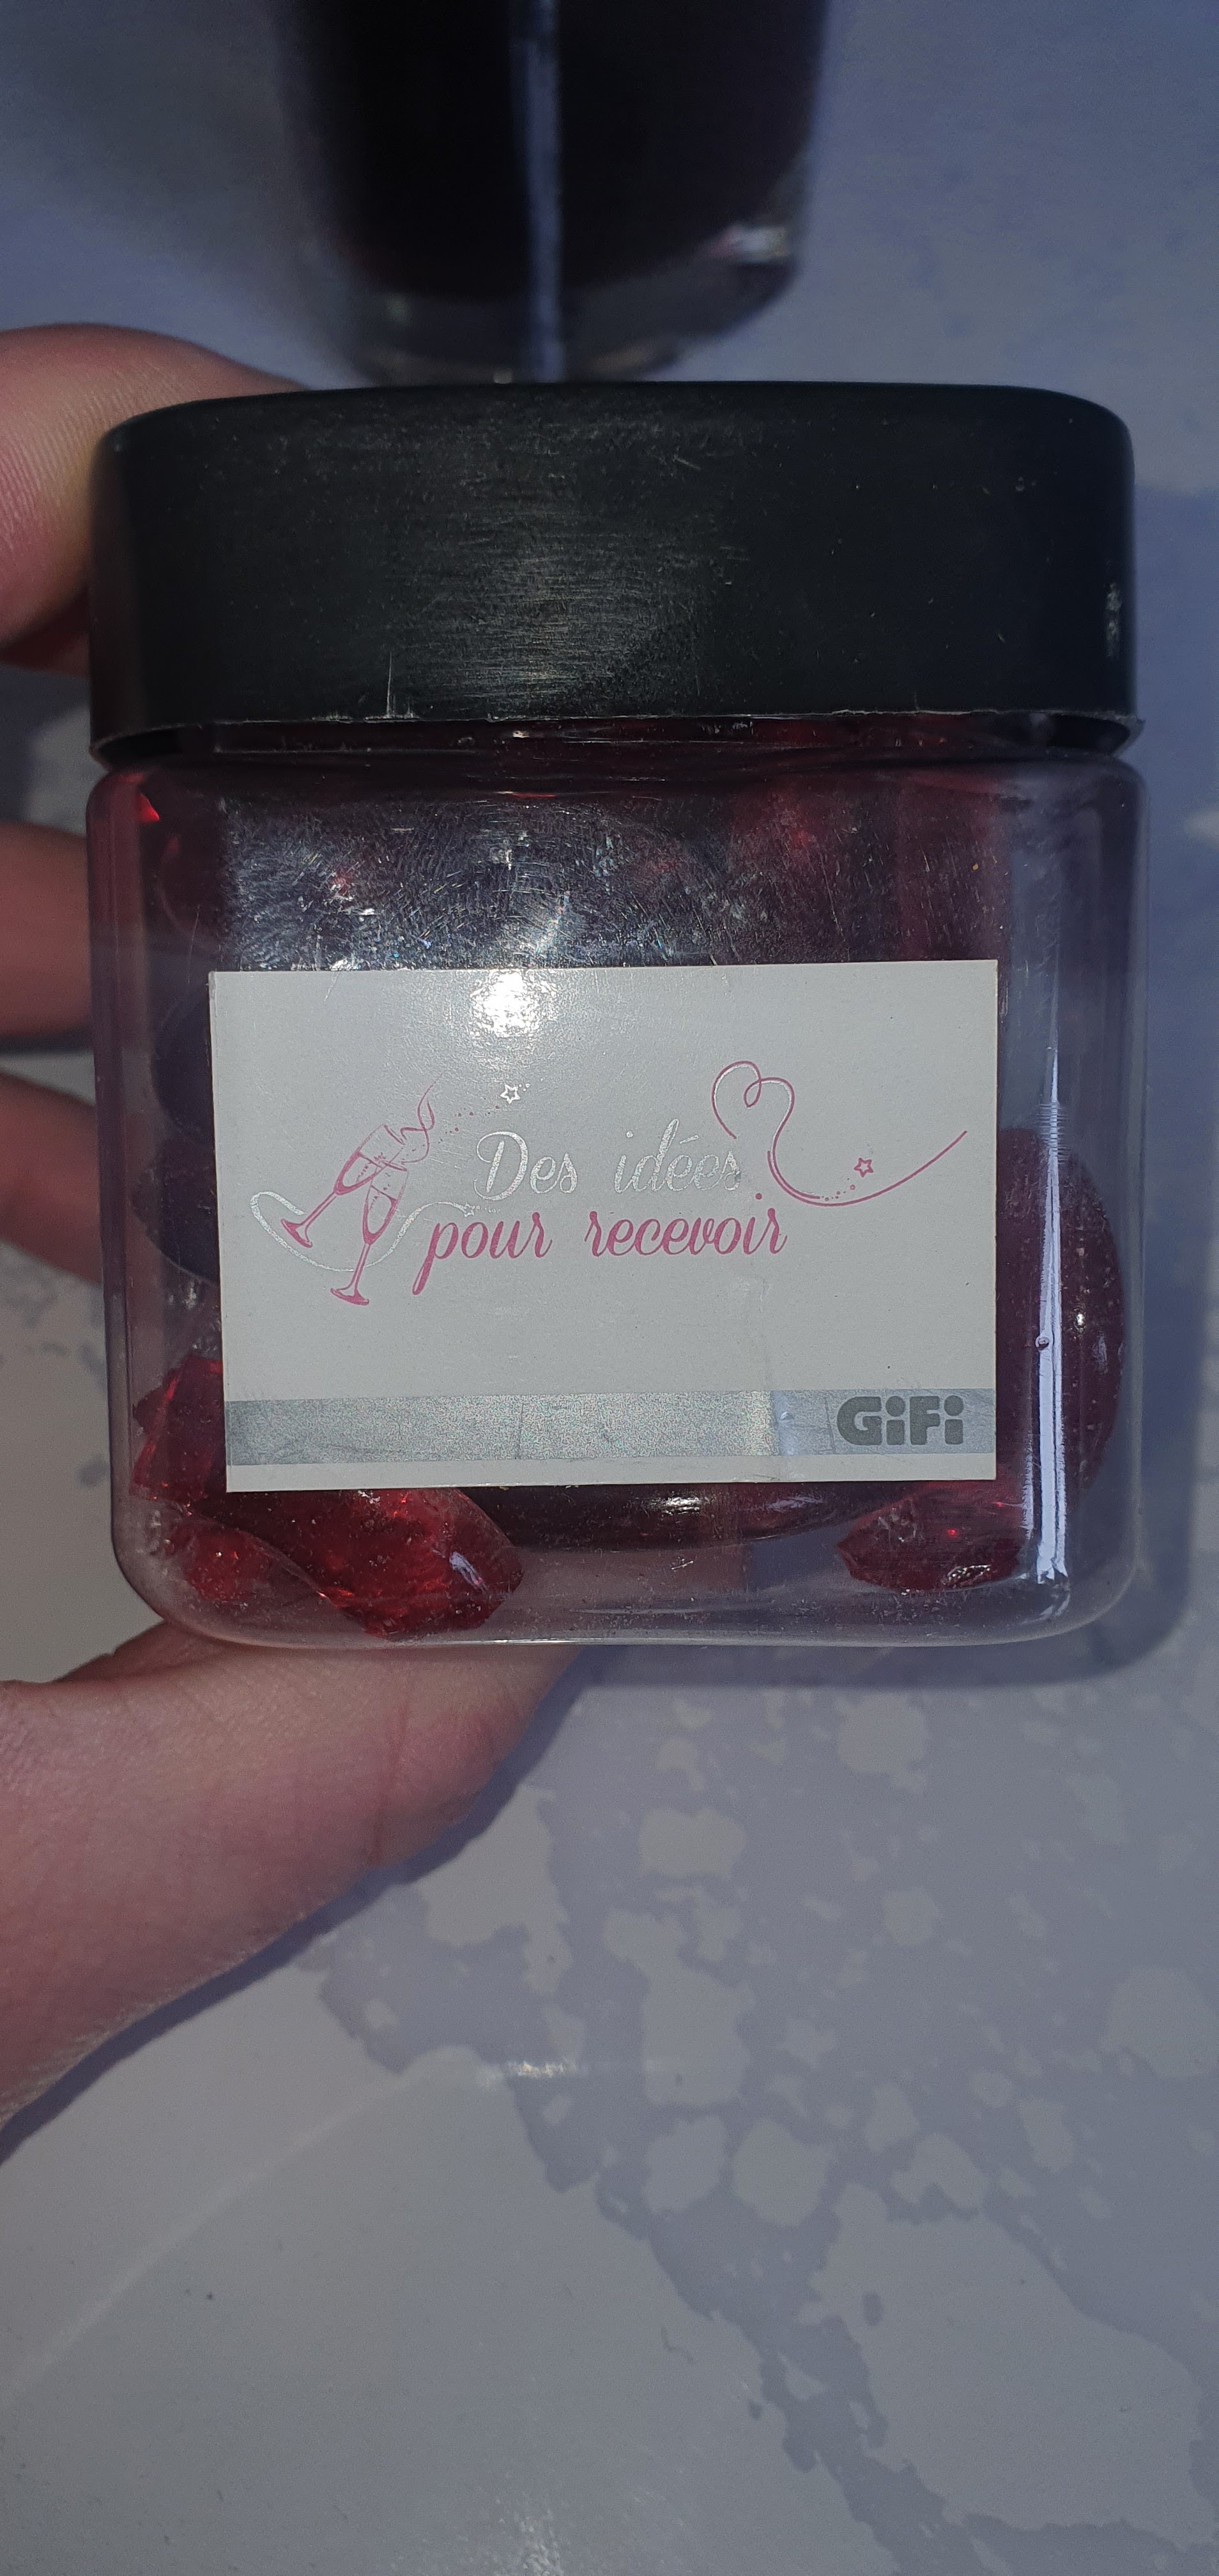 Des idées
pour recevoir
GiFi